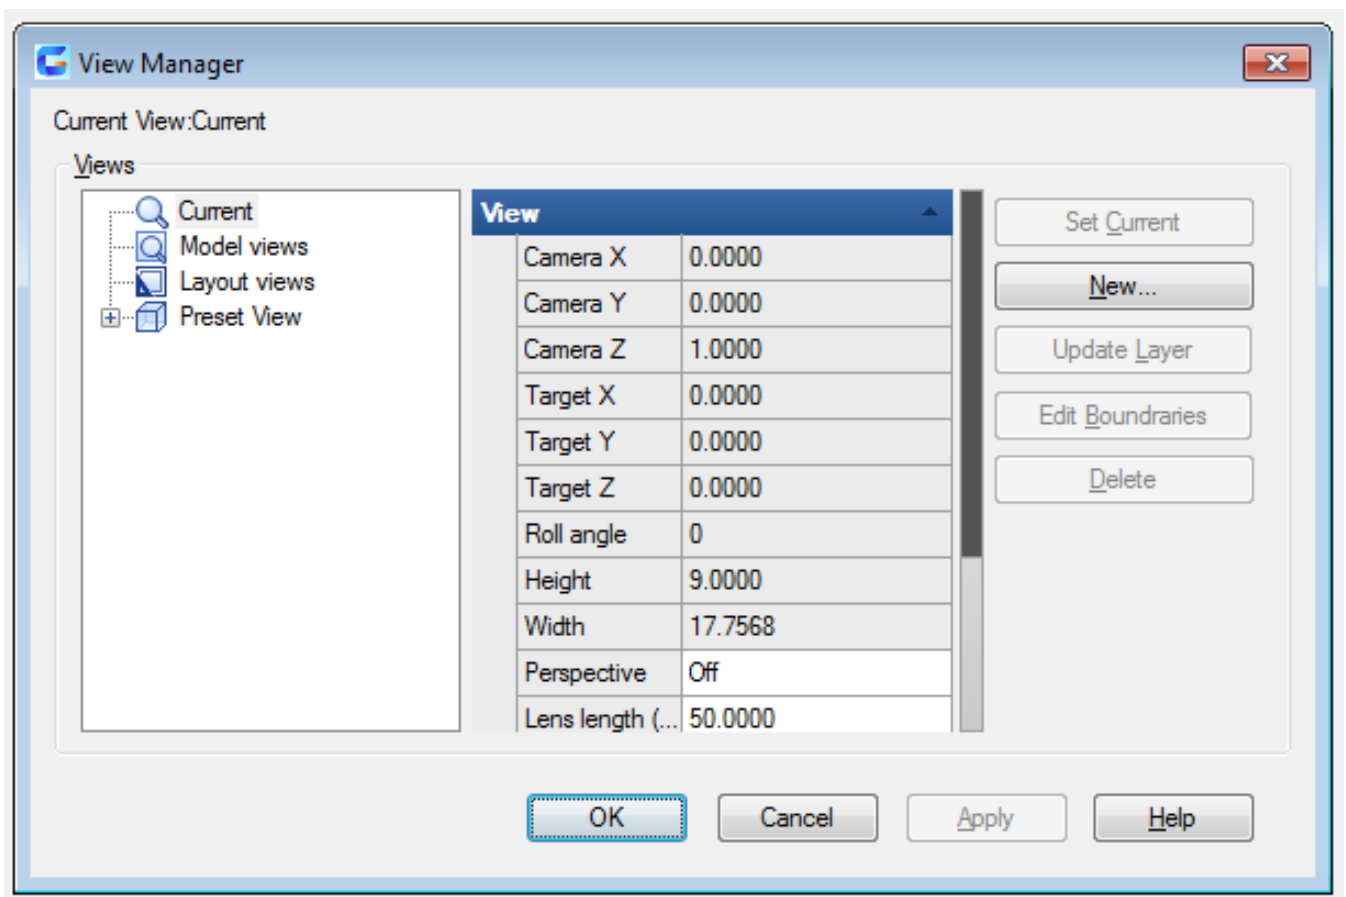 View Manager
Current View:Current
Views
Current
Model views
Layout views
Preset View
View
Camera X 0.0000
Camera Y 0.0000
Camera Z 1.0000
Target X 0.0000
Target Y 0.0000
Target Z 0.0000
Roll angle 0
Height 9.0000
Width 17.7568
Perspective Off
Lens length (... 50.0000
Set Current
New...
Update Layer
Edit Boundraries
Delete
OK Cancel Apply Help